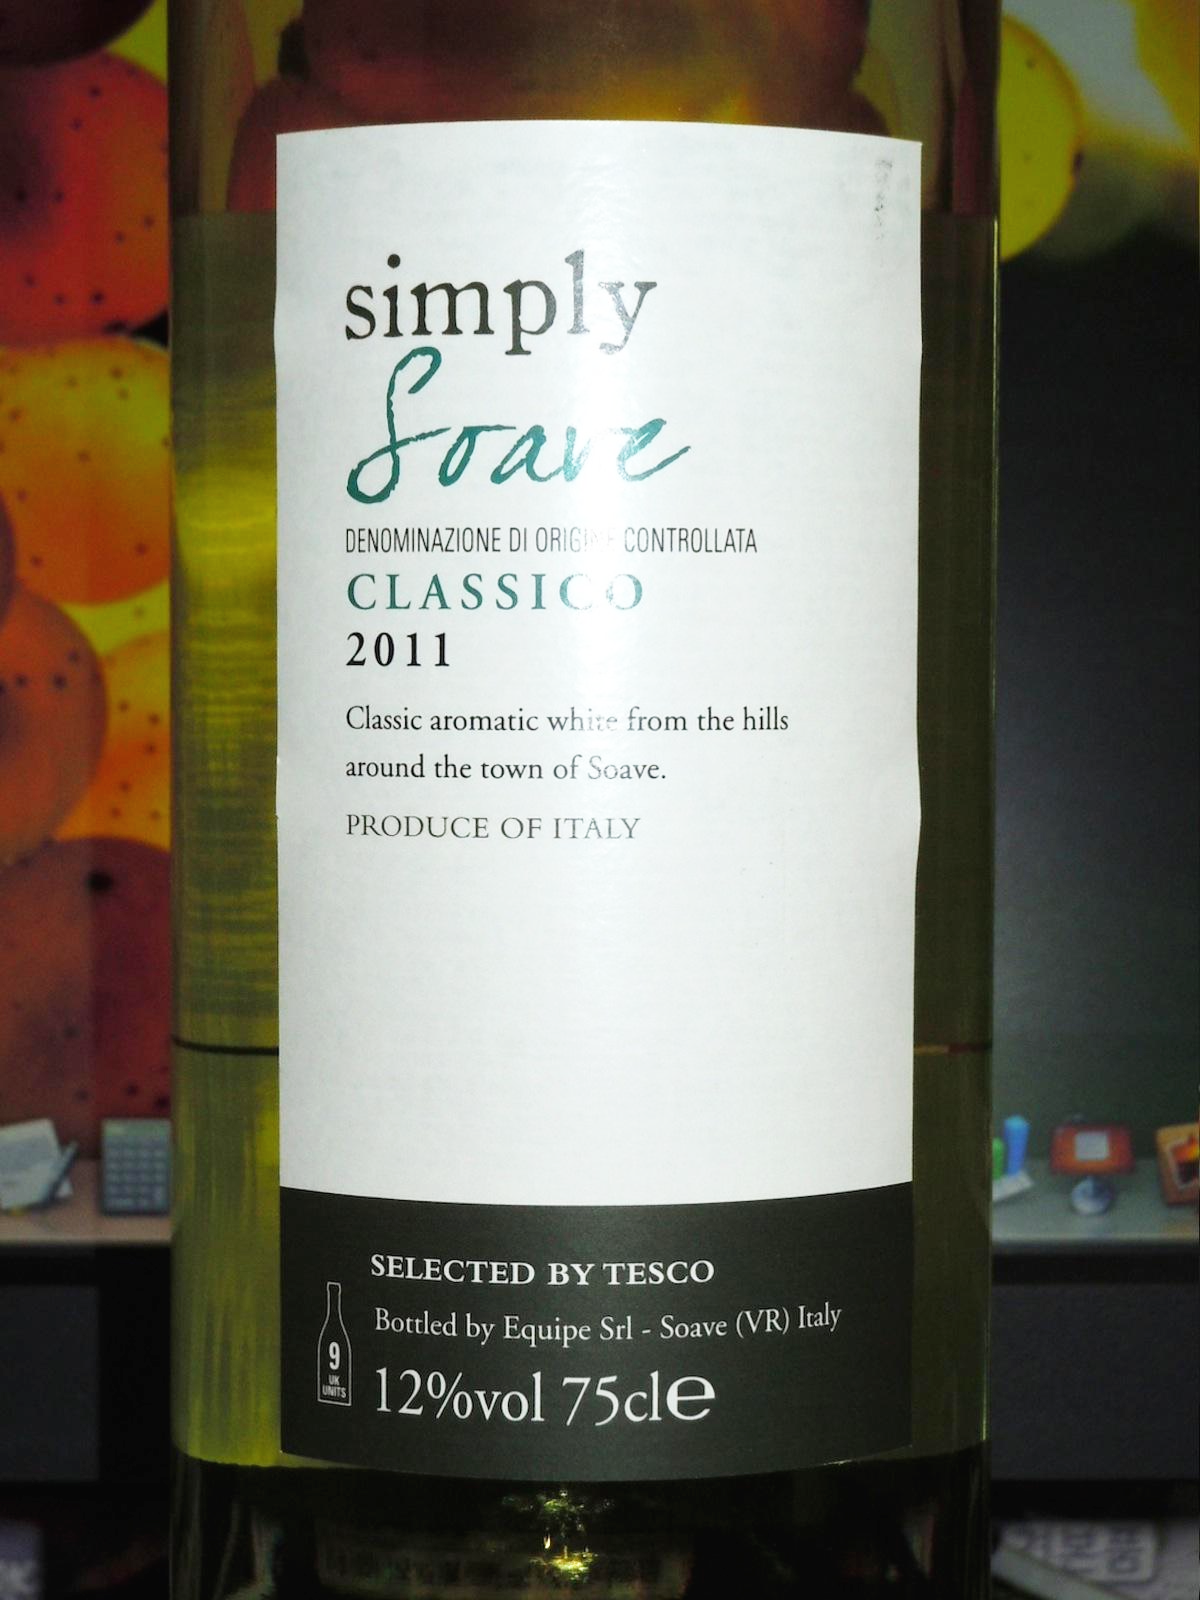 simply
Soave
DENOMINAZIONE DI ORIGINE CONTROLLATA
CLASSICO
2011
Classic aromatic white from the hills
around the town of Soave.
PRODUCE OF ITALY
SELECTED BY TESCO
Bottled by Equipe Srl - Soave (VR) Italy
9
UK
UNITS
12%vol 75cle